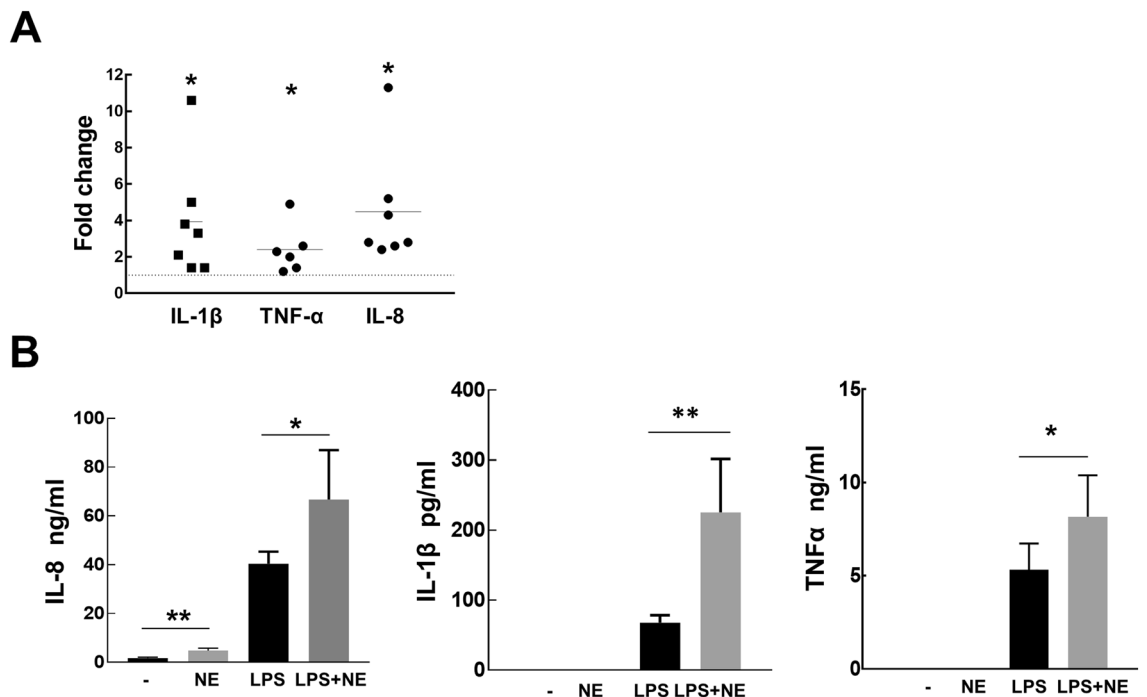 A
* * *
12
10
8
6
4
2
0
Fold change
IL-1β TNF-α IL-8
B
100
80
60
40
20
0
IL-8 ng/ml
** *
- NE LPS LPS+NE
400
300
200
100
0
IL-1β pg/ml
**
- NE LPS LPS+NE
15
10
5
0
TNFα ng/ml
*
- NE LPS LPS+NE